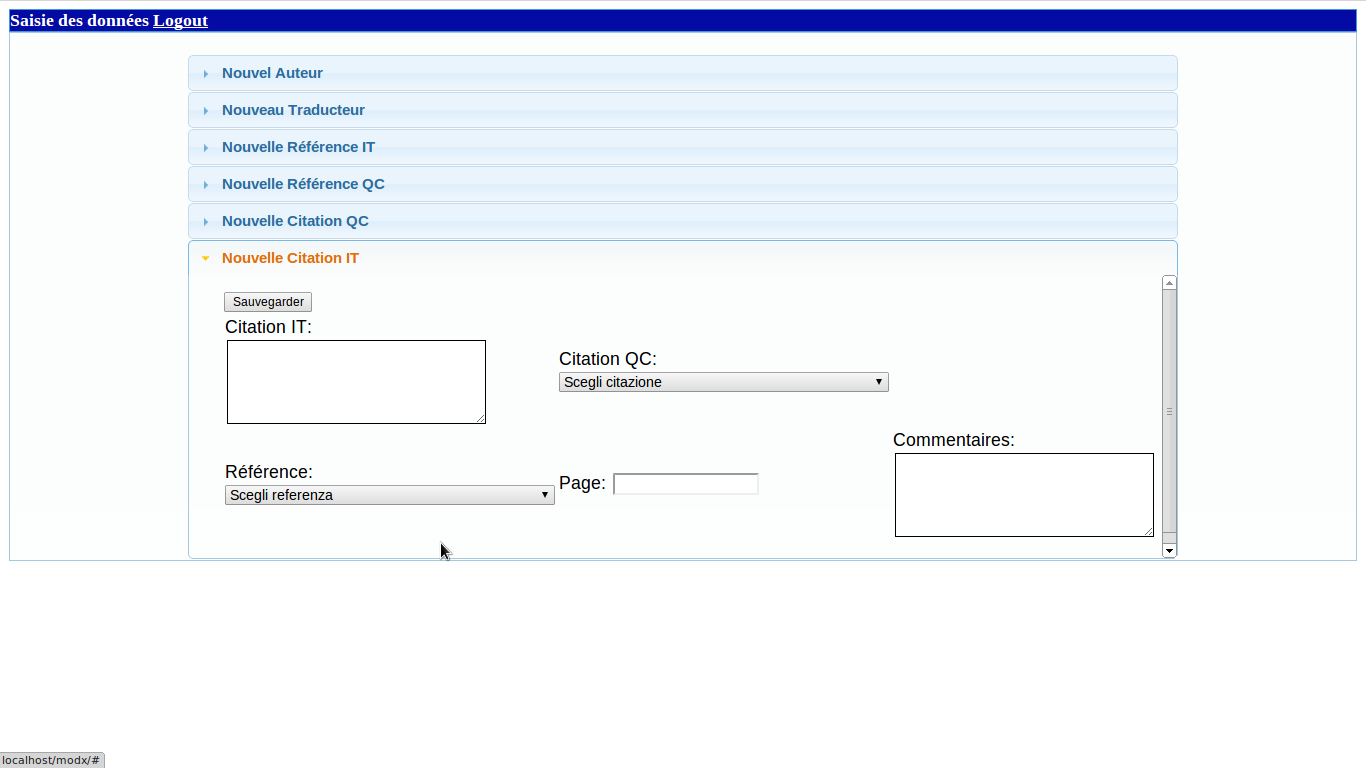 Saisie des données Logout
Nouvel Auteur
Nouveau Traducteur
Nouvelle Référence IT
Nouvelle Référence QC
Nouvelle Citation QC
Nouvelle Citation IT
Sauvegarder
Citation IT:
Citation QC:
Scegli citazione
Commentaires:
Référence:
Scegli referenza
Page:
localhost/modx/#